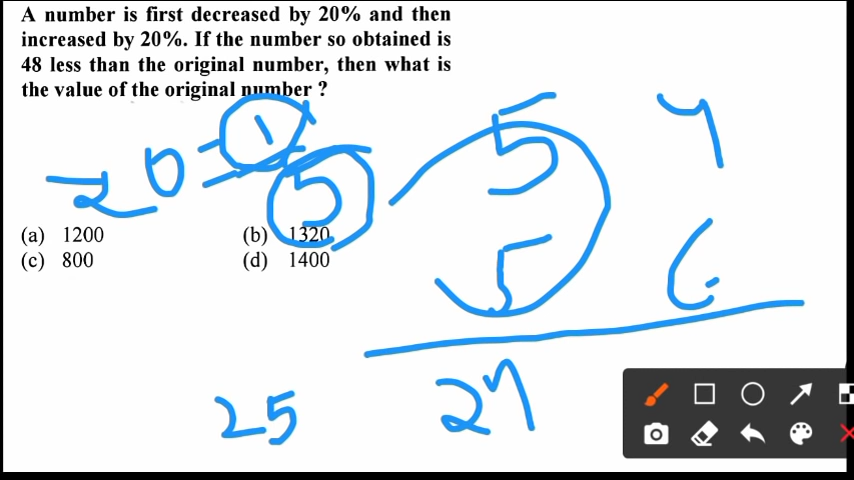 A number is first decreased by 20% and then
increased by 20%. If the number so obtained is
48 less than the original number, then what is
the value of the original number ?
20 = 1
5
5 4
5 6
(a) 1200 (b) 1320
(c) 800 (d) 1400
25 24